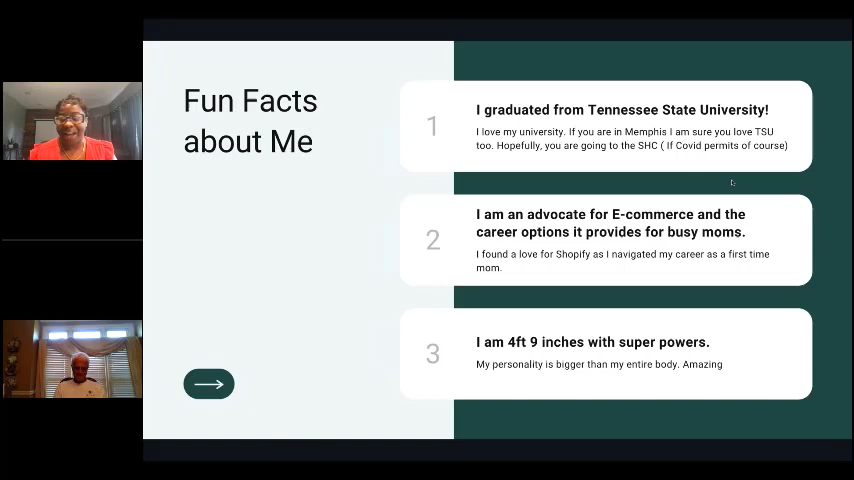 Fun Facts
about Me
1
I graduated from Tennessee State University!
I love my university. If you are in Memphis I am sure you love TSU
too. Hopefully, you are going to the SHC ( If Covid permits of course)
2
I am an advocate for E-commerce and the
career options it provides for busy moms.
I found a love for Shopify as I navigated my career as a first time
mom.
3
I am 4ft 9 inches with super powers.
My personality is bigger than my entire body. Amazing